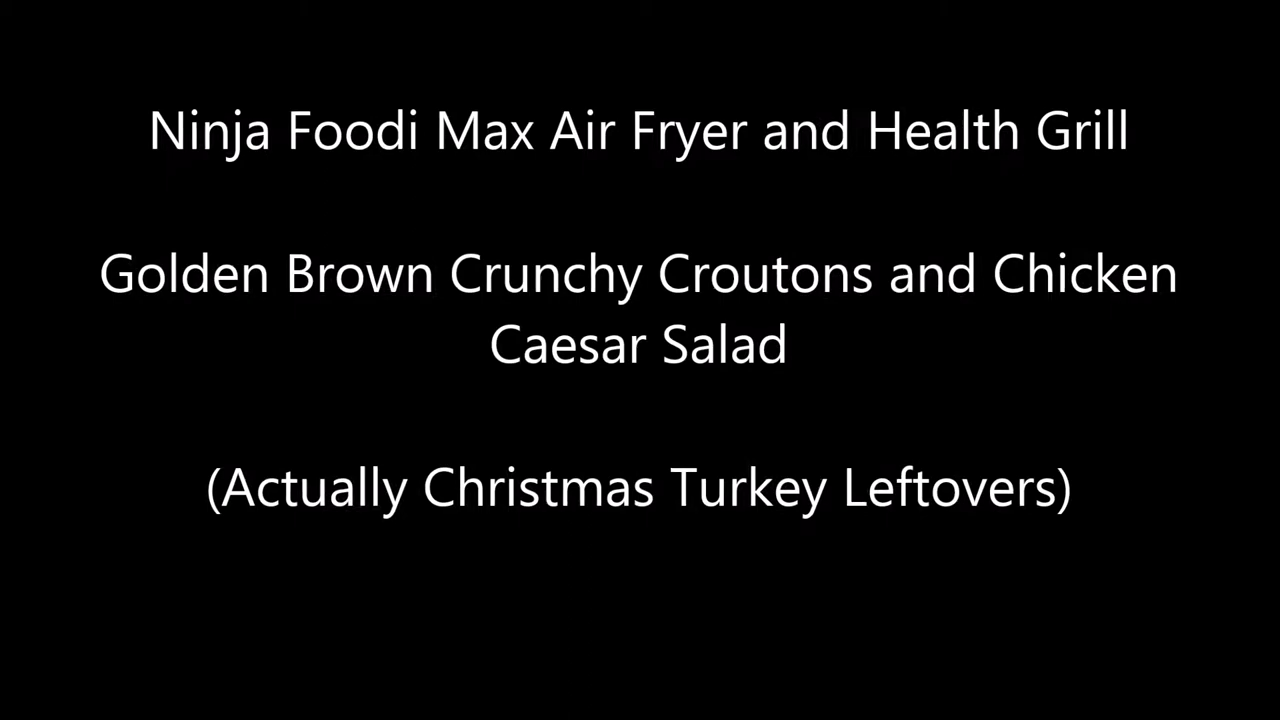 Ninja Foodi Max Air Fryer and Health Grill
Golden Brown Crunchy Croutons and Chicken
Caesar Salad
(Actually Christmas Turkey Leftovers)